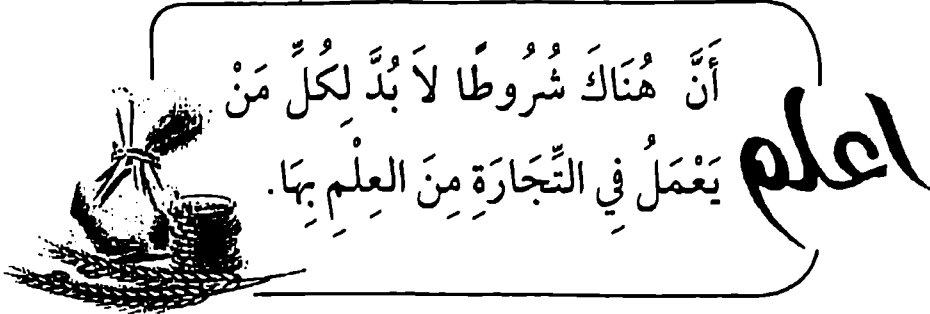 اعلم
أَنَّ هُنَاكَ شُرُوطًا لاَ بُدَّ لِكُلِّ مَنْ
يَعْمَلُ فِي التِّجَارَةِ مِنَ العِلْمِ بِهَا.